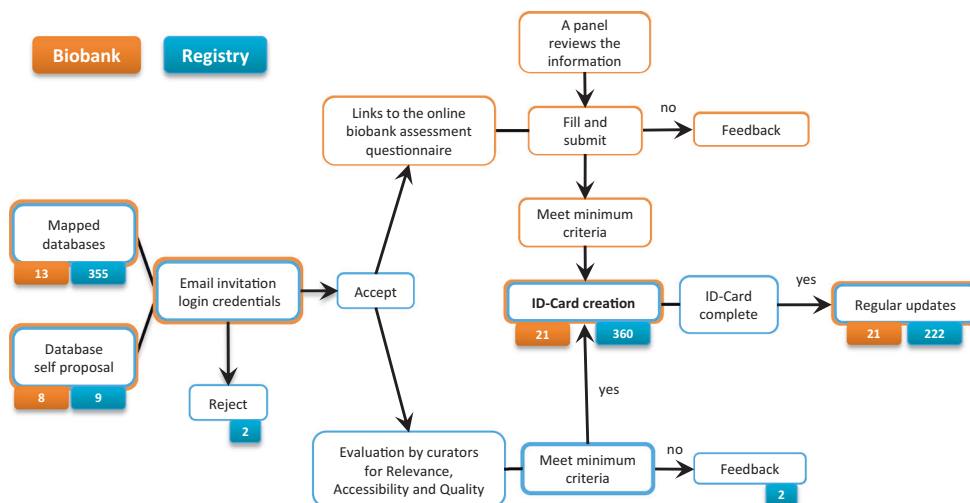 Biobank
Registry
A panel
reviews the
information
Links to the online
biobank assessment
questionnaire
Fill and
submit
no
Feedback
Mapped
databases
13
355
Meet minimum
criteria
Email invitation
login credentials
Accept
ID-Card creation
21
360
ID-Card
complete
yes
Regular updates
21
222
Database
self proposal
8
9
Reject
2
yes
Evaluation by curators
for Relevance,
Accessibility and Quality
Meet minimum
criteria
no
Feedback
2